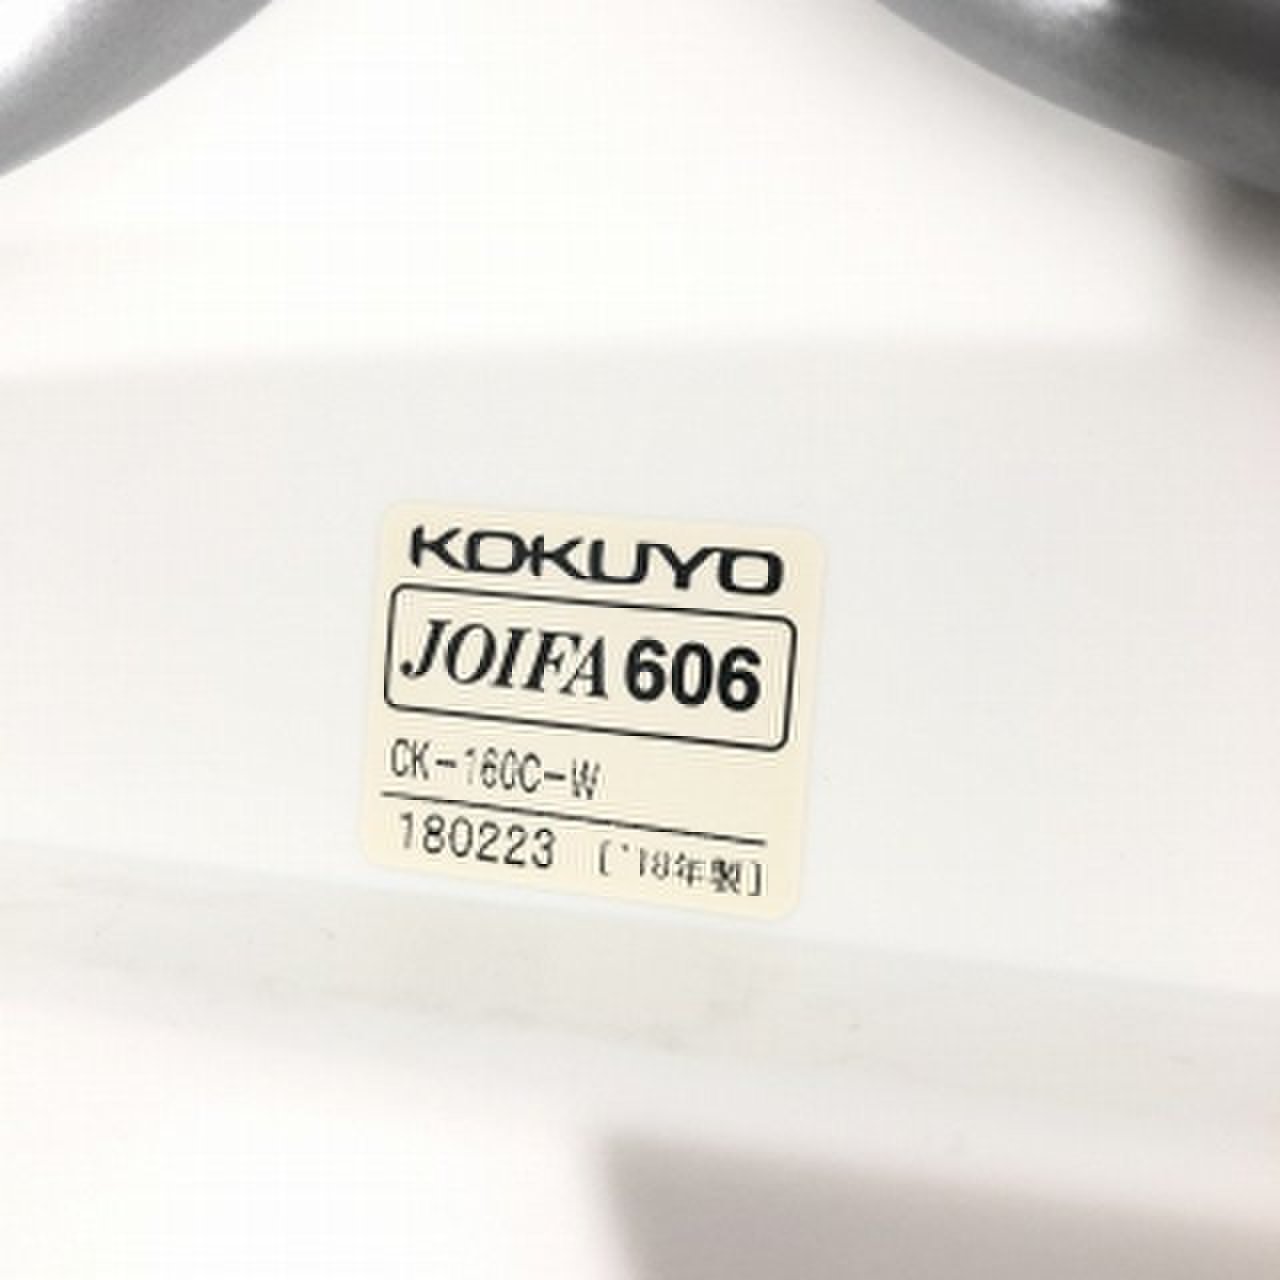 KOKUYO
JOIFA 606
CK-160C-W
180223 ['18年製]